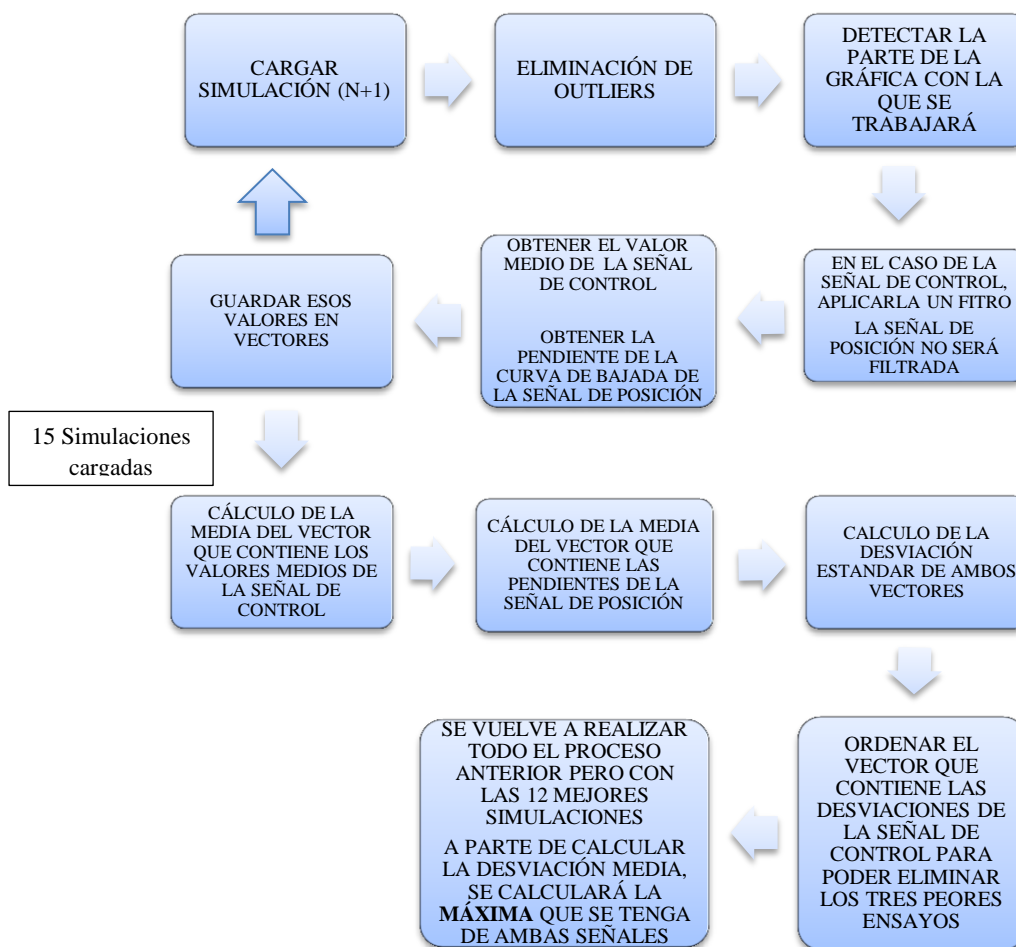 CARGAR
SIMULACIÓN (N+1)
ELIMINACIÓN DE
OUTLIERS
DETECTAR LA
PARTE DE LA
GRÁFICA CON LA
QUE SE
TRABAJARÁ
EN EL CASO DE LA
SEÑAL DE CONTROL,
APLICARLA UN FITRO
LA SEÑAL DE
POSICIÓN NO SERÁ
FILTRADA
OBTENER EL VALOR
MEDIO DE LA SEÑAL
DE CONTROL
OBTENER LA
PENDIENTE DE LA
CURVA DE BAJADA DE
LA SEÑAL DE POSICIÓN
GUARDAR ESOS
VALORES EN
VECTORES
15 Simulaciones
cargadas
CÁLCULO DE LA
MEDIA DEL VECTOR
QUE CONTIENE LOS
VALORES MEDIOS DE
LA SEÑAL DE
CONTROL
CÁLCULO DE LA MEDIA
DEL VECTOR QUE
CONTIENE LAS
PENDIENTES DE LA
SEÑAL DE POSICIÓN
CALCULO DE LA
DESVIACIÓN
ESTANDAR DE AMBOS
VECTORES
ORDENAR EL
VECTOR QUE
CONTIENE LAS
DESVIACIONES DE
LA SEÑAL DE
CONTROL PARA
PODER ELIMINAR
LOS TRES PEORES
ENSAYOS
SE VUELVE A REALIZAR
TODO EL PROCESO
ANTERIOR PERO CON
LAS 12 MEJORES
SIMULACIONES
A PARTE DE CALCULAR
LA DESVIACIÓN MEDIA,
SE CALCULARÁ LA
MÁXIMA QUE SE TENGA
DE AMBAS SEÑALES